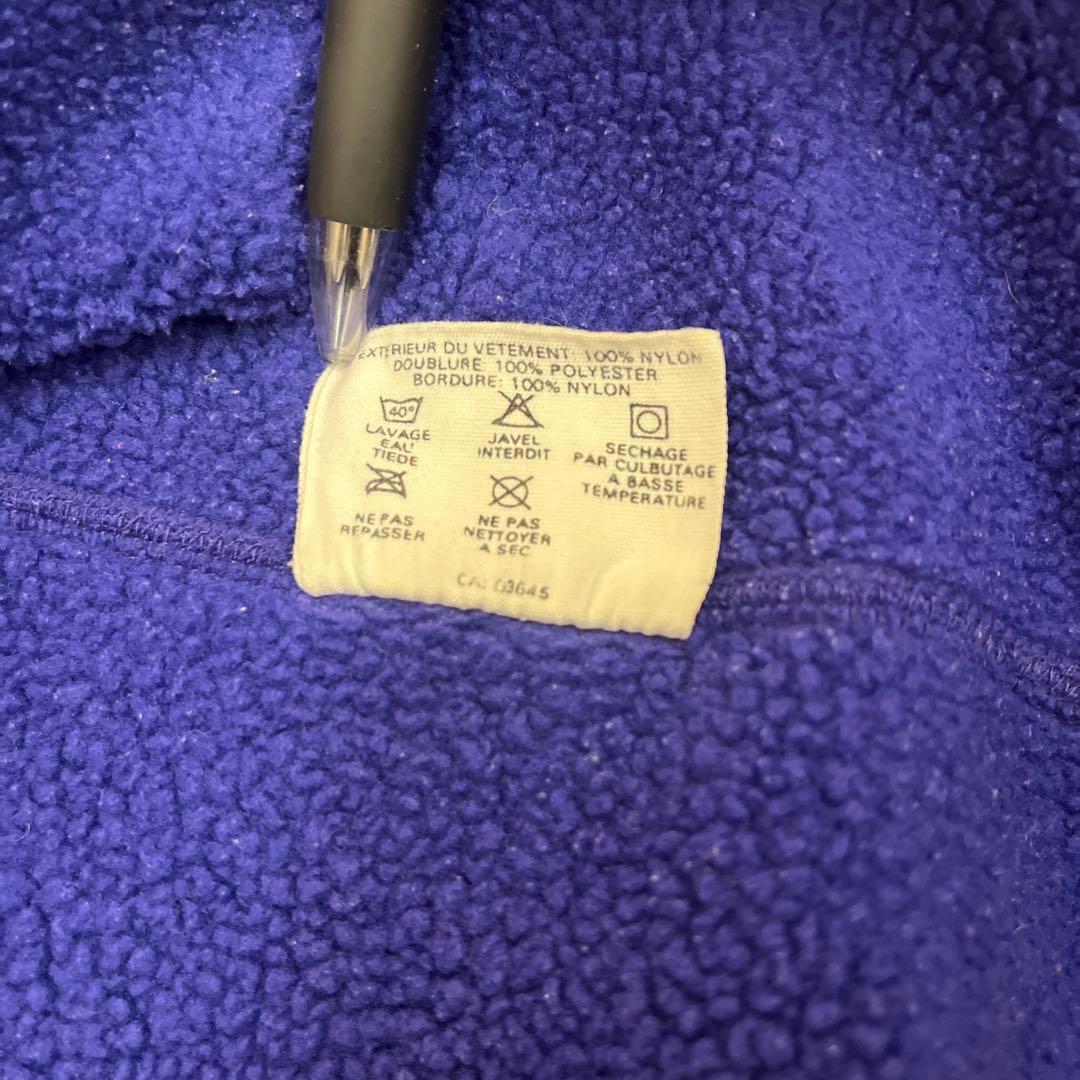 EXTERIEUR DU VETEMENT: 100% NYLON
DOUBLURE: 100% POLYESTER
BORDURE: 100% NYLON
40°
LAVAGE
EAU
TIEDE
JAVEL
INTERDIT
SECHAGE
PAR CULBUTAGE
A BASSE
TEMPERATURE
NE PAS
REPASSER
NE PAS
NETTOYER
A SEC
CA: 03645